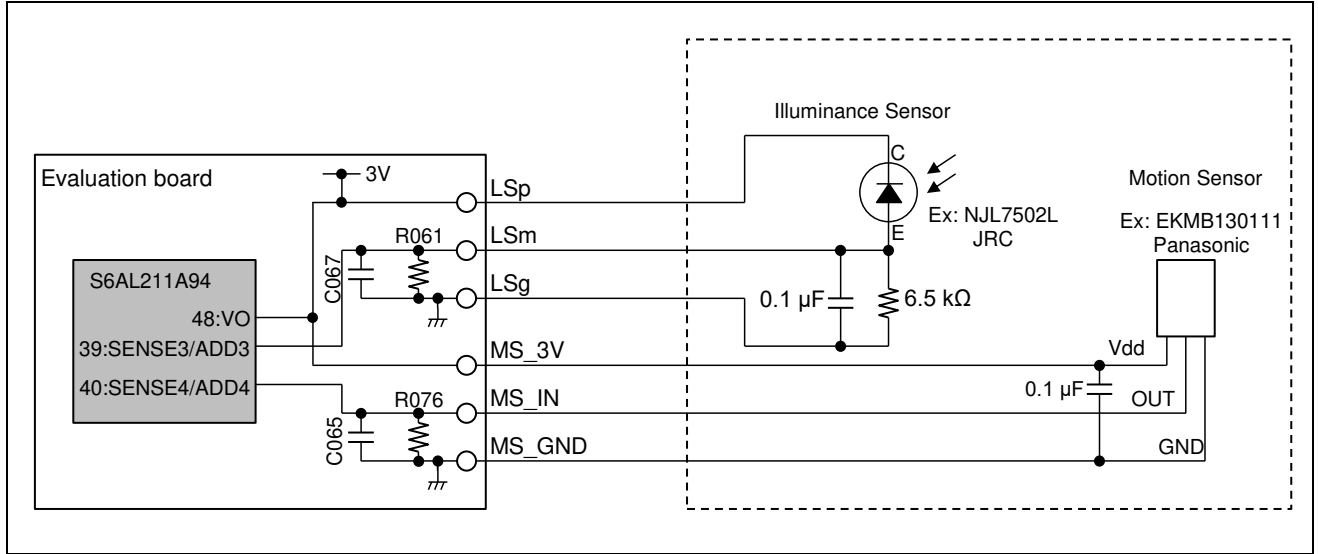 Illuminance Sensor
C
E
Ex: NJL7502L
JRC
Motion Sensor
Ex: EKMB130111
Panasonic
Evaluation board
3V
LSp
R061
LSm
C067
LSg
0.1 µF
6.5 kΩ
S6AL211A94
48:VO
39:SENSE3/ADD3
40:SENSE4/ADD4
MS_3V
Vdd
0.1 µF
R076
MS_IN
OUT
C065
MS_GND
GND